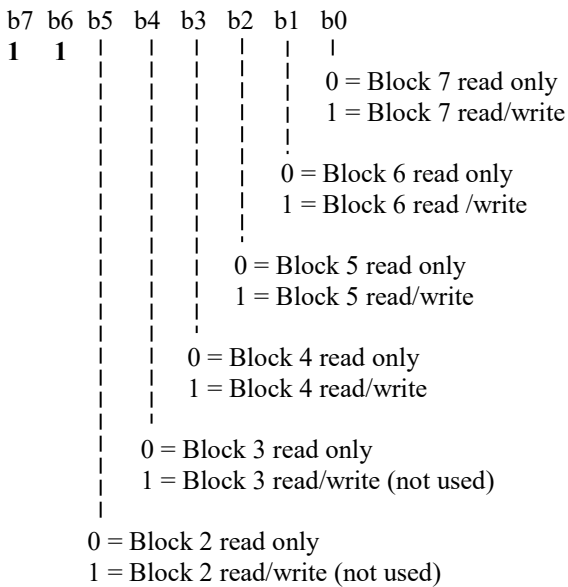 b7 b6 b5 b4 b3 b2 b1 b0
1 1
0 = Block 7 read only
1 = Block 7 read/write
0 = Block 6 read only
1 = Block 6 read /write
0 = Block 5 read only
1 = Block 5 read/write
0 = Block 4 read only
1 = Block 4 read/write
0 = Block 3 read only
1 = Block 3 read/write (not used)
0 = Block 2 read only
1 = Block 2 read/write (not used)